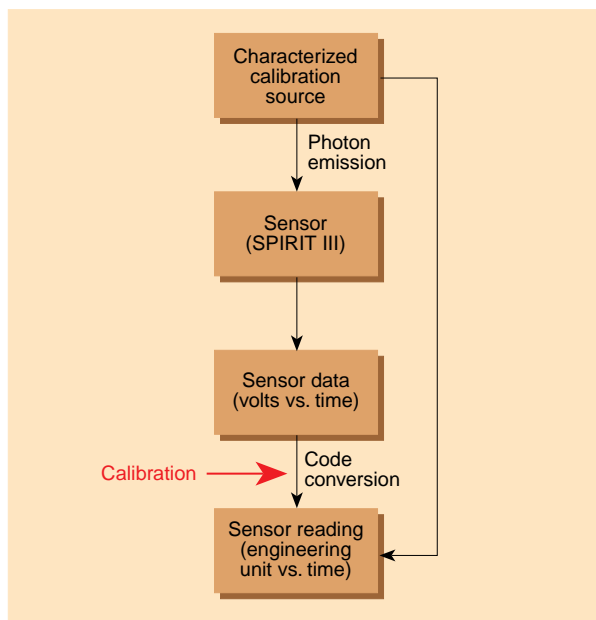 Characterized
calibration
source
Photon
emission
Sensor
(SPIRIT III)
Sensor data
(volts vs. time)
Calibration
Code
conversion
Sensor reading
(engineering
unit vs. time)